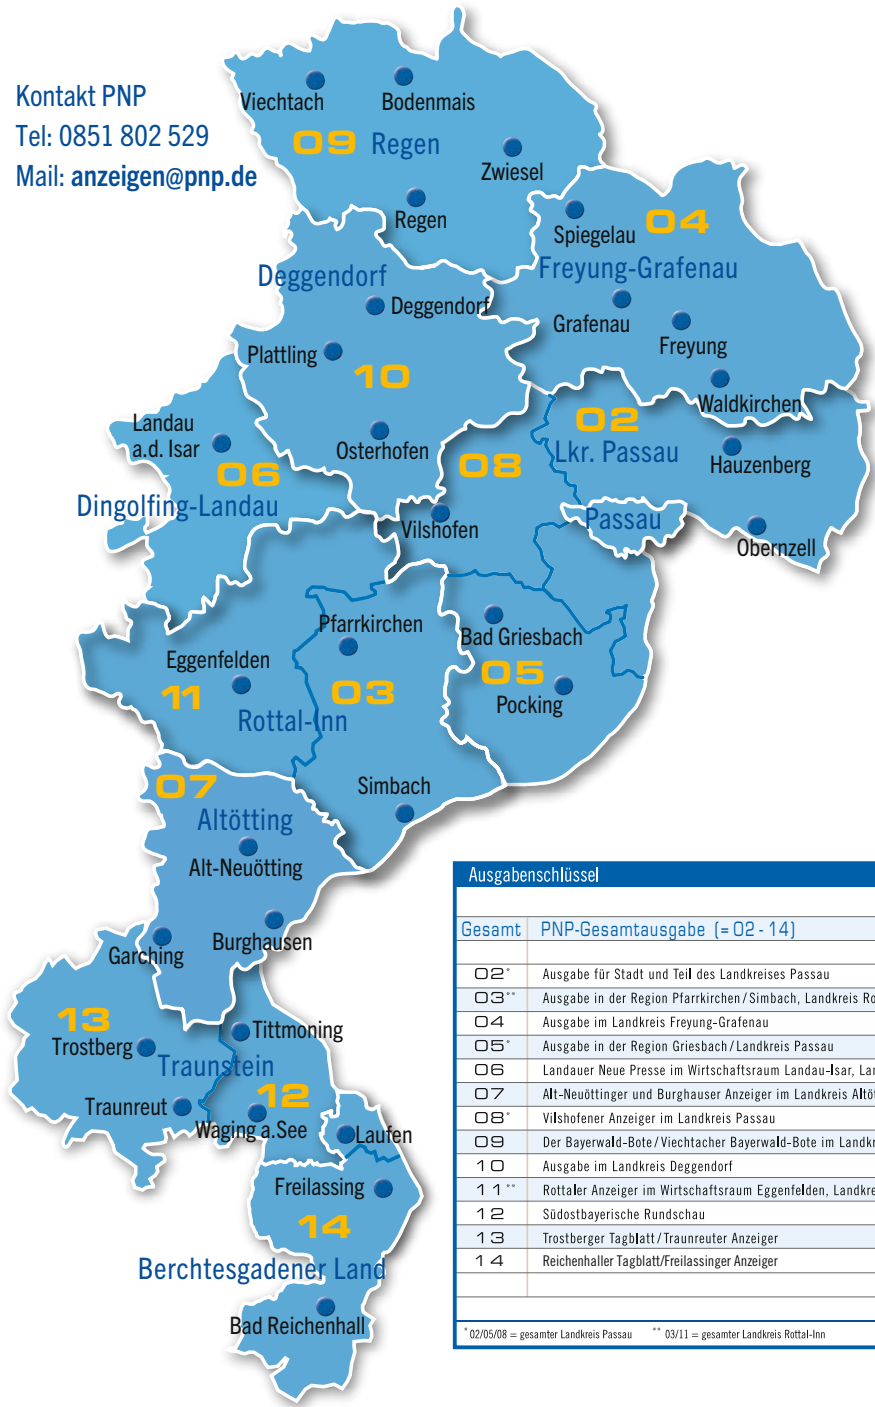 Kontakt PNP
Tel: 0851 802 529
Mail: anzeigen@pnp.de
Viechtach
Bodenmais
09 Regen
Zwiesel
Regen
Spiegelau
04
Freyung-Grafenau
Grafenau
Freyung
Waldkirchen
Deggendorf
Deggendorf
Plattling
10
Osterhofen
Landau
a.d. Isar
06
Dingolfing-Landau
08
Vilshofen
02
Lkr. Passau
Hauzenberg
Passau
Obernzell
Pfarrkirchen
Eggenfelden
11
03
Rottal-Inn
Simbach
Bad Griesbach
05
Pocking
07
Altötting
Alt-Neuötting
Burghausen
Garching
13
Trostberg
Traunstein
Traunreut
Tittmoning
12
Waging a.See
Laufen
Freilassing
14
Berchtesgadener Land
Bad Reichenhall
Ausgabenschlüssel
Gesamt PNP-Gesamtausgabe (= 02 - 14)
02* Ausgabe für Stadt und Teil des Landkreises Passau
03** Ausgabe in der Region Pfarrkirchen/Simbach, Landkreis Ro
04 Ausgabe im Landkreis Freyung-Grafenau
05* Ausgabe in der Region Griesbach/Landkreis Passau
06 Landauer Neue Presse im Wirtschaftsraum Landau-Isar, Lan
07 Alt-Neuöttinger und Burghauser Anzeiger im Landkreis Altö
08* Vilshofener Anzeiger im Landkreis Passau
09 Der Bayerwald-Bote/Viechtacher Bayerwald-Bote im Landkr
10 Ausgabe im Landkreis Deggendorf
11** Rottaler Anzeiger im Wirtschaftsraum Eggenfelden, Landkre
12 Südostbayerische Rundschau
13 Trostberger Tagblatt/Traunreuter Anzeiger
14 Reichenhaller Tagblatt/Freilassinger Anzeiger
* 02/05/08 = gesamter Landkreis Passau ** 03/11 = gesamter Landkreis Rottal-Inn